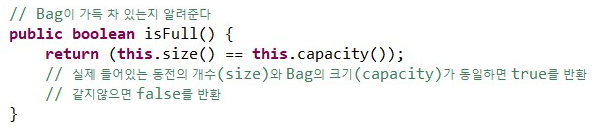 // Bag이 가득 차 있는지 알려준다
public boolean isFull() {
return (this.size() == this.capacity());
// 실제 들어있는 동전의 개수(size)와 Bag의 크기(capacity)가 동일하면 true를 반환
// 같지않으면 false를 반환
}